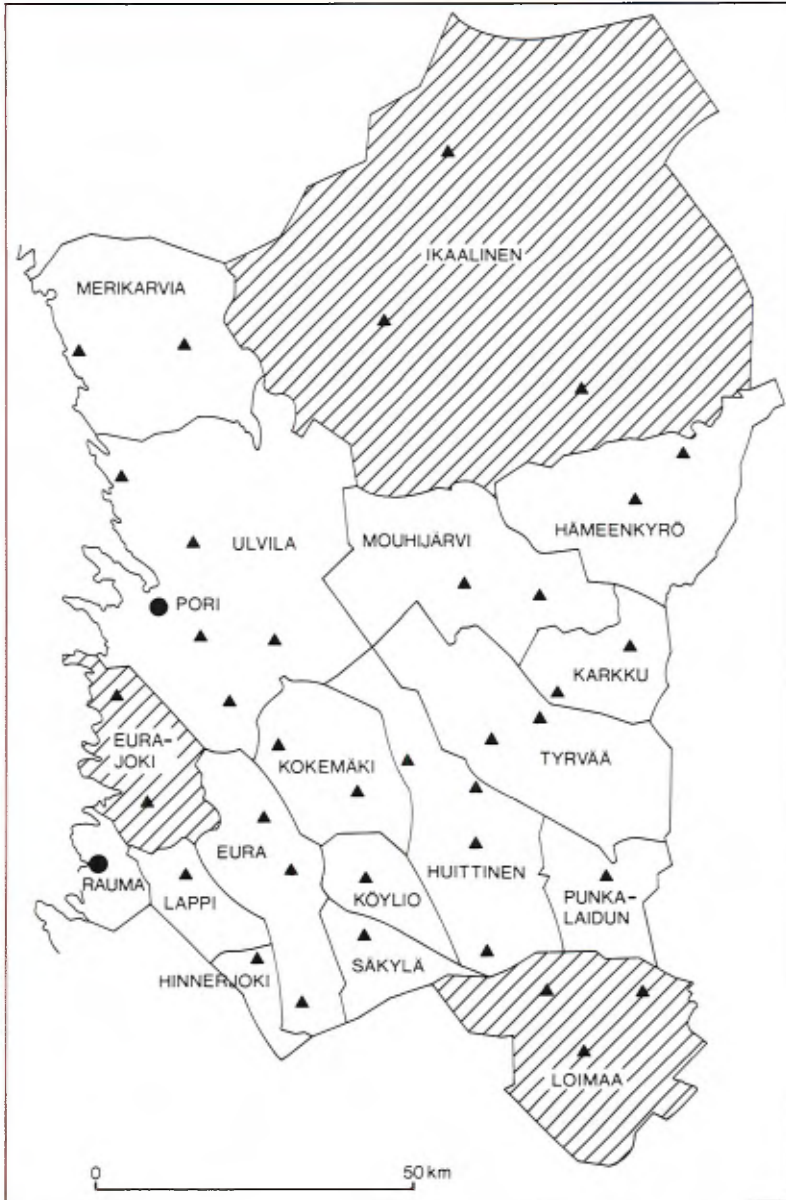 IKAALINEN
MERIKARVIA
HÄMEENKYRÖ
MOUHIJÄRVI
ULVILA
PORI
KARKKU
EURA-
JOKI
TYRVÄÄ
KOKEMÄKI
EURA
HUITTINEN
RAUMA
LAPPI
KÖYLIO
PUNKA-
LAIDUN
SÄKYLÄ
HINNERJOKI
LOIMAA
0 50 km